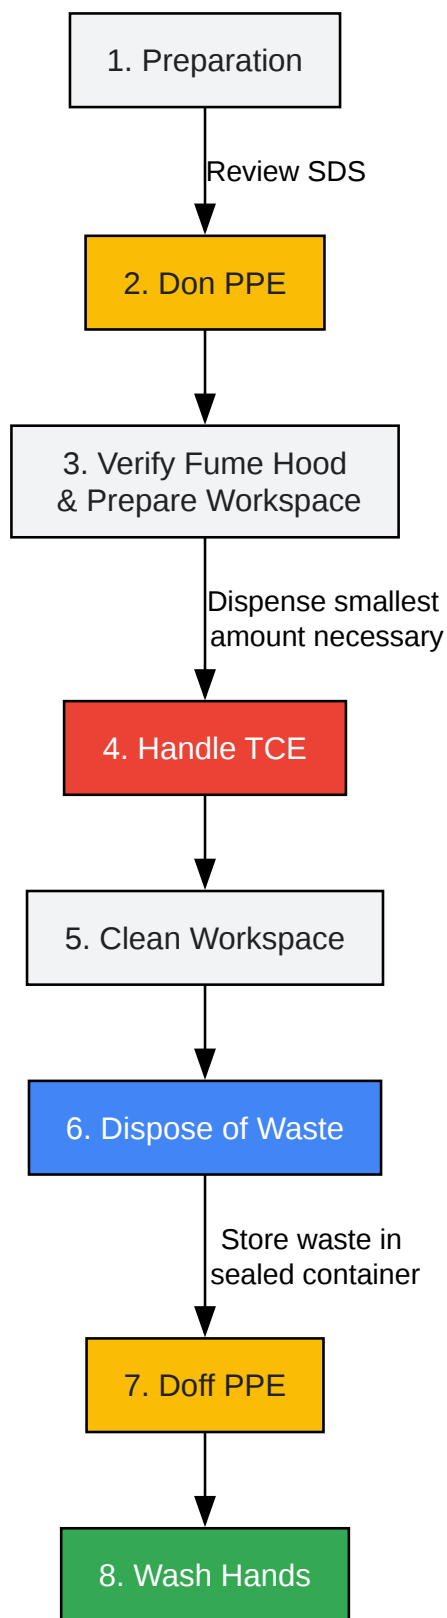 1. Preparation
Review SDS
2. Don PPE
3. Verify Fume Hood
& Prepare Workspace
Dispense smallest
amount necessary
4. Handle TCE
5. Clean Workspace
6. Dispose of Waste
Store waste in
sealed container
7. Doff PPE
8. Wash Hands